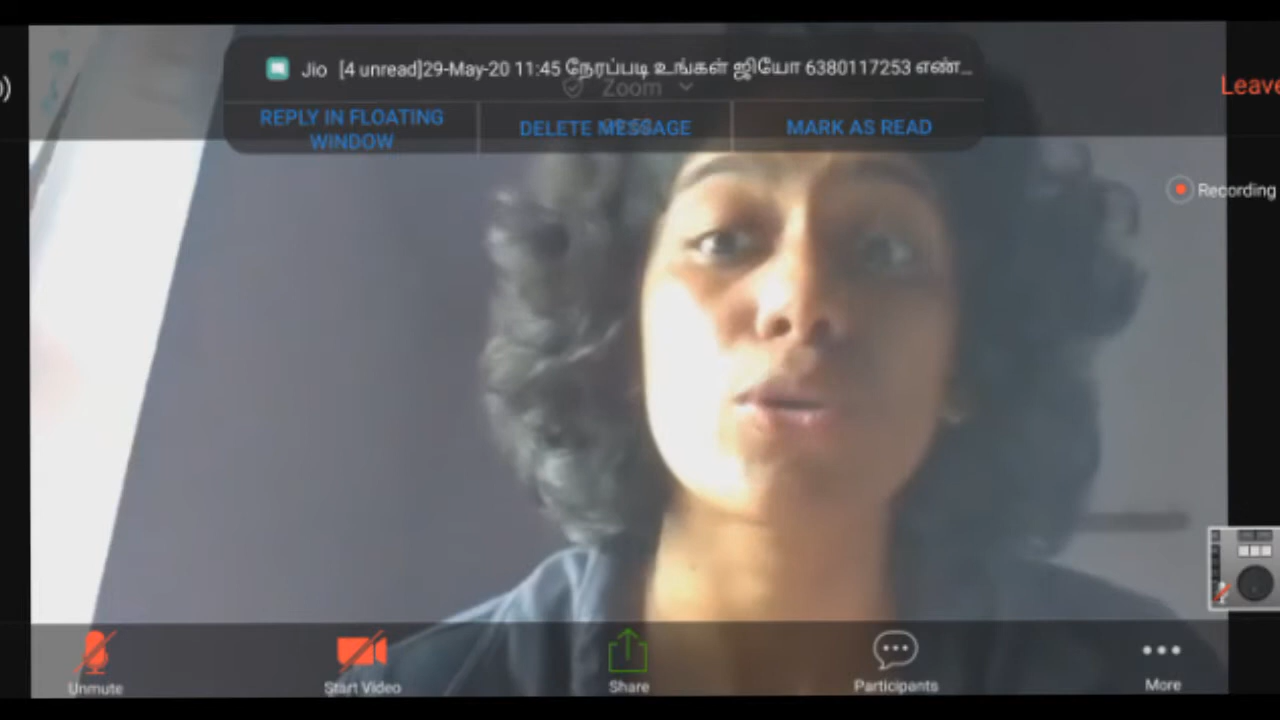 Jio [4 unread]29-May-20 11:45 நேரப்படி உங்கள் ஜியோ 6380117253 எண்...
Zoom
Leave
REPLY IN FLOATING
WINDOW
DELETE MESSAGE
MARK AS READ
Recording
Unmute
Start Video
Share
Participants
More